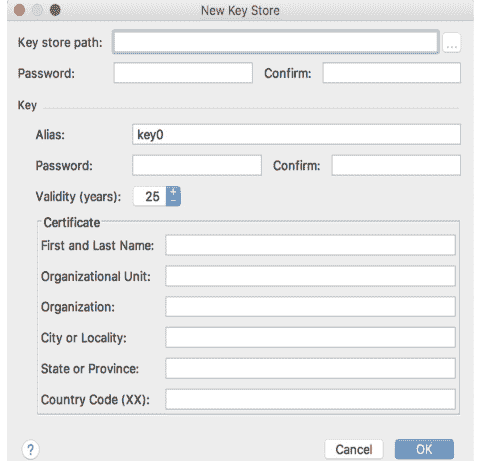 New Key Store
Key store path: ...
Password: Confirm:
Key
Alias: key0
Password: Confirm:
Validity (years): 25 + −
Certificate
First and Last Name:
Organizational Unit:
Organization:
City or Locality:
State or Province:
Country Code (XX):
? Cancel OK